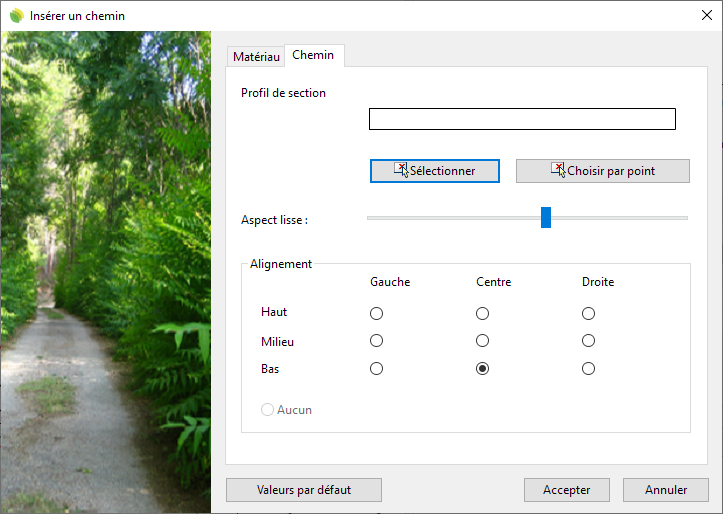 Insérer un chemin
Matériau Chemin
Profil de section
Sélectionner Choisir par point
Aspect lisse :
Alignement
Gauche Centre Droite
Haut
Milieu
Bas
Aucun
Valeurs par défaut Accepter Annuler